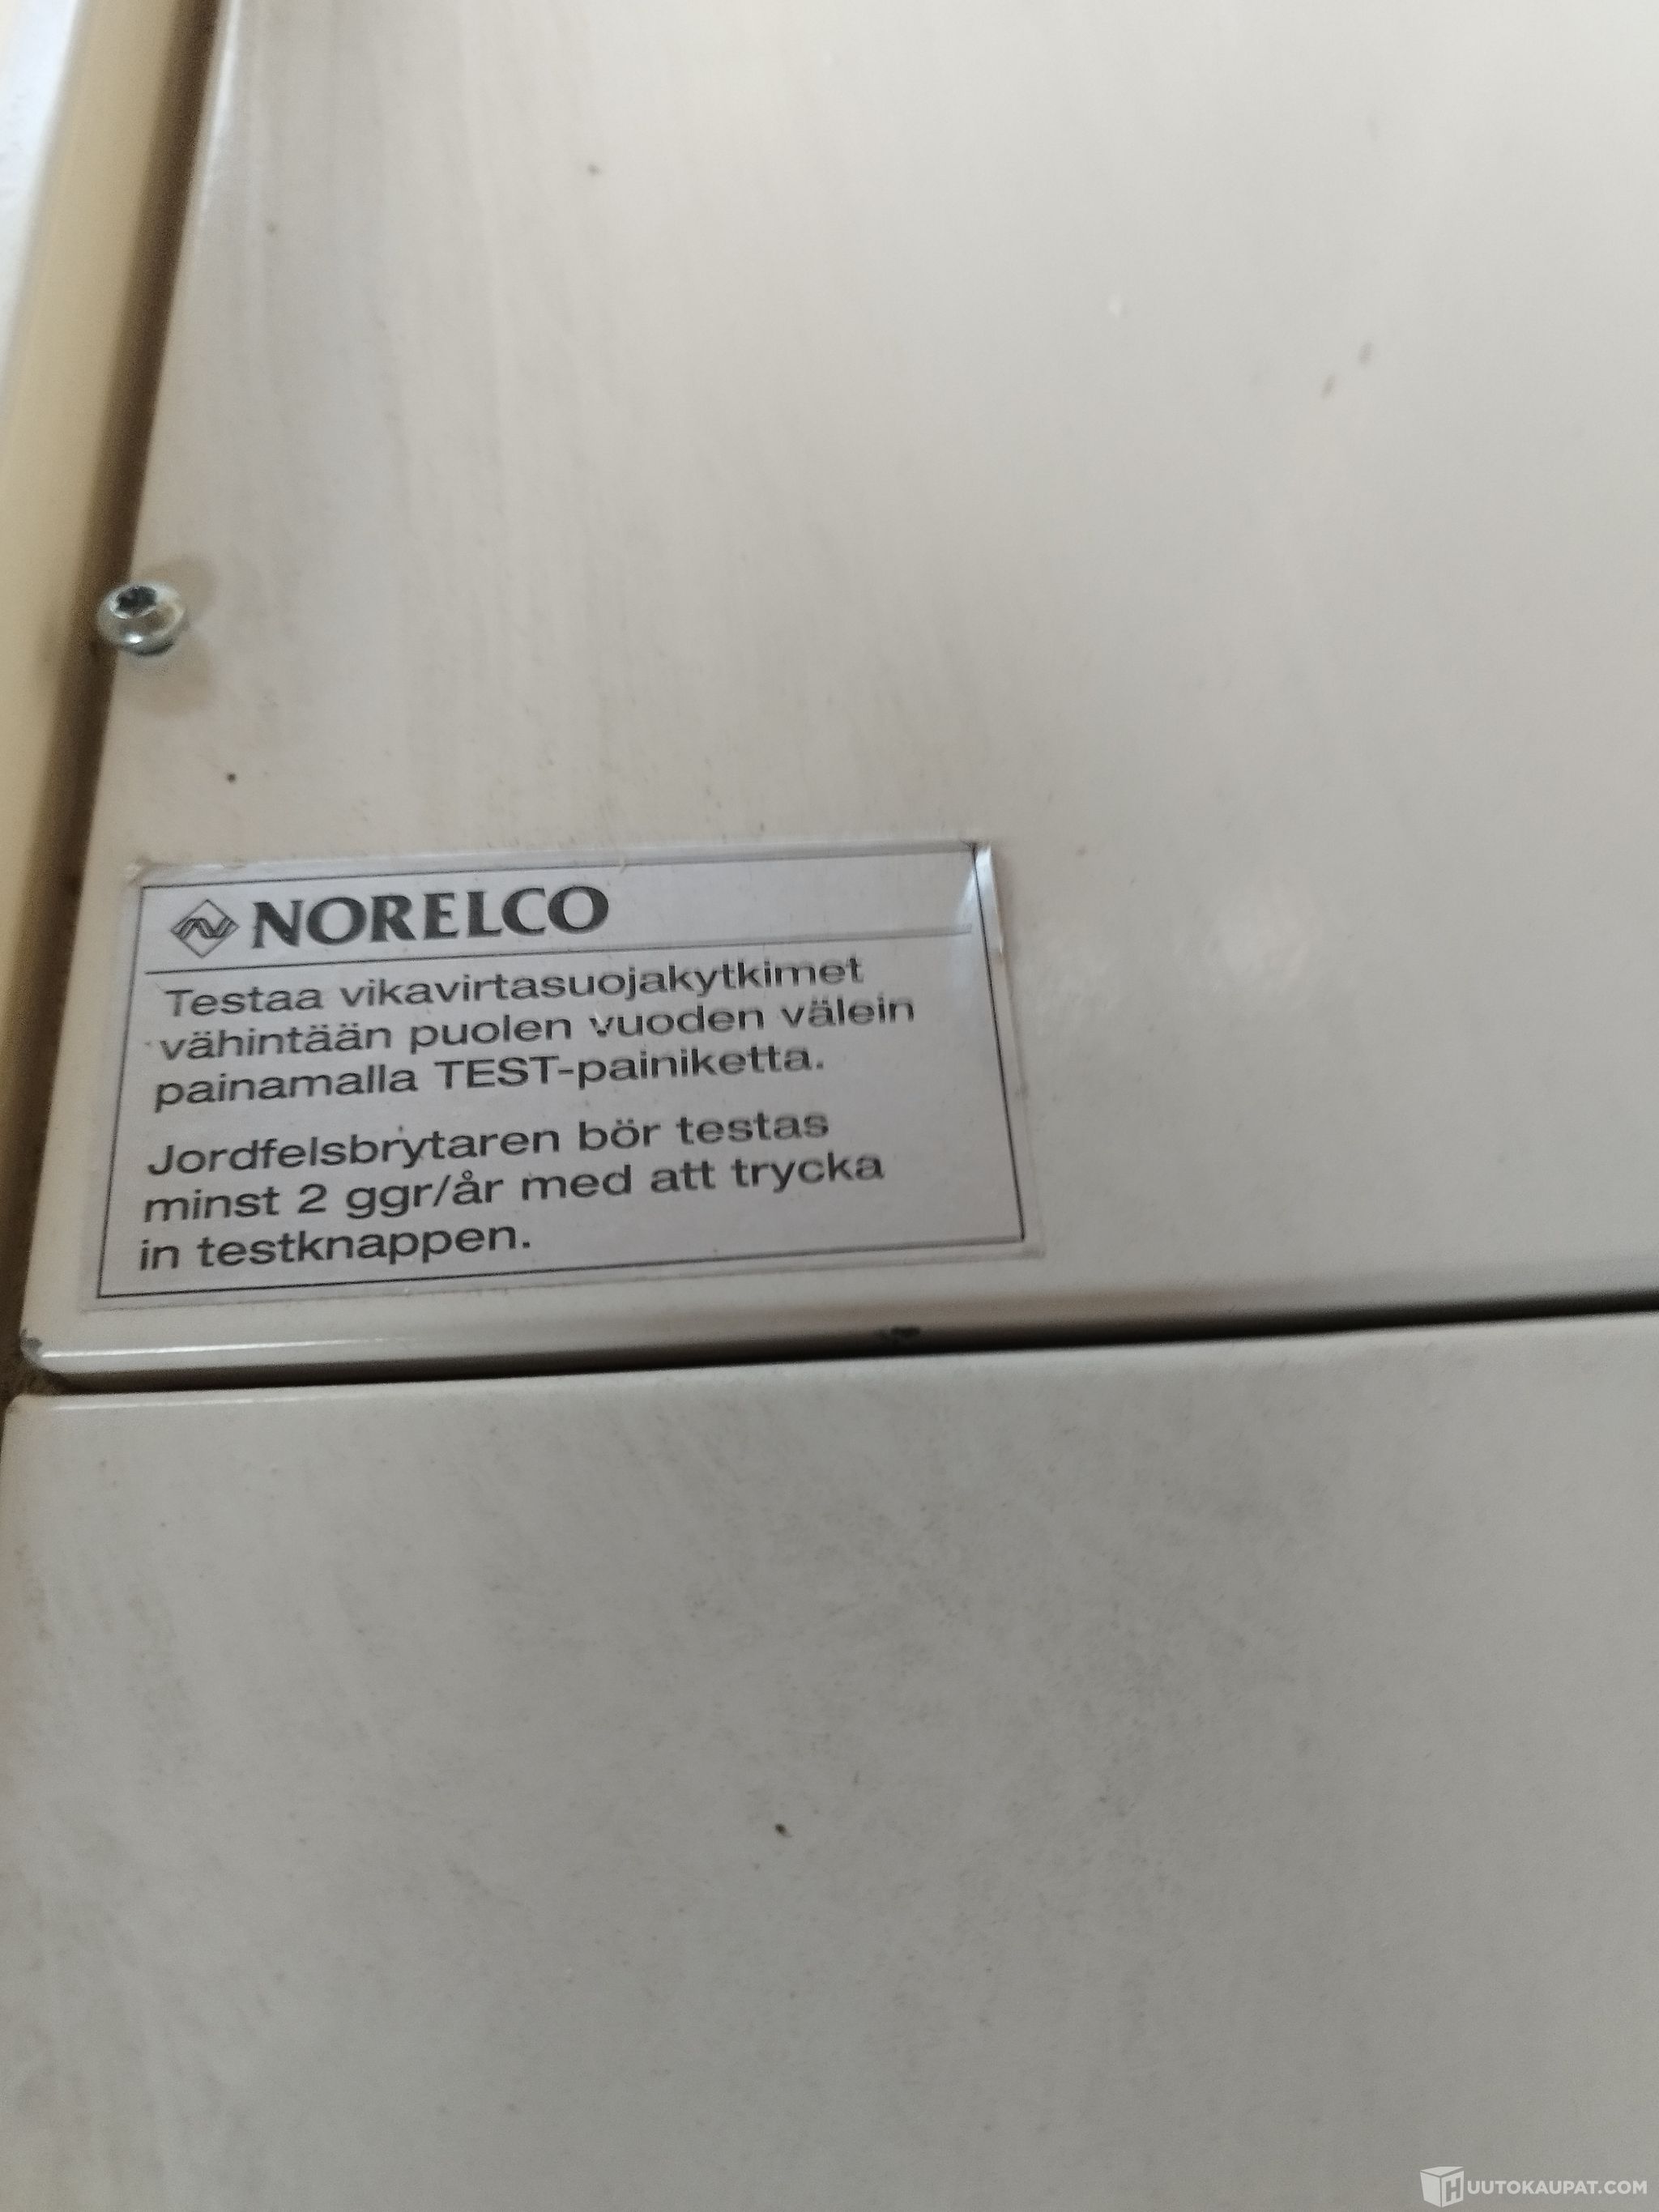 NORELCO
Testaa vikavirtasuojakytkimet
vähintään puolen vuoden välein
painamalla TEST-painiketta.
Jordfelsbrytaren bör testas
minst 2 ggr/år med att trycka
in testknappen.
HUUTOKAUPAT.COM